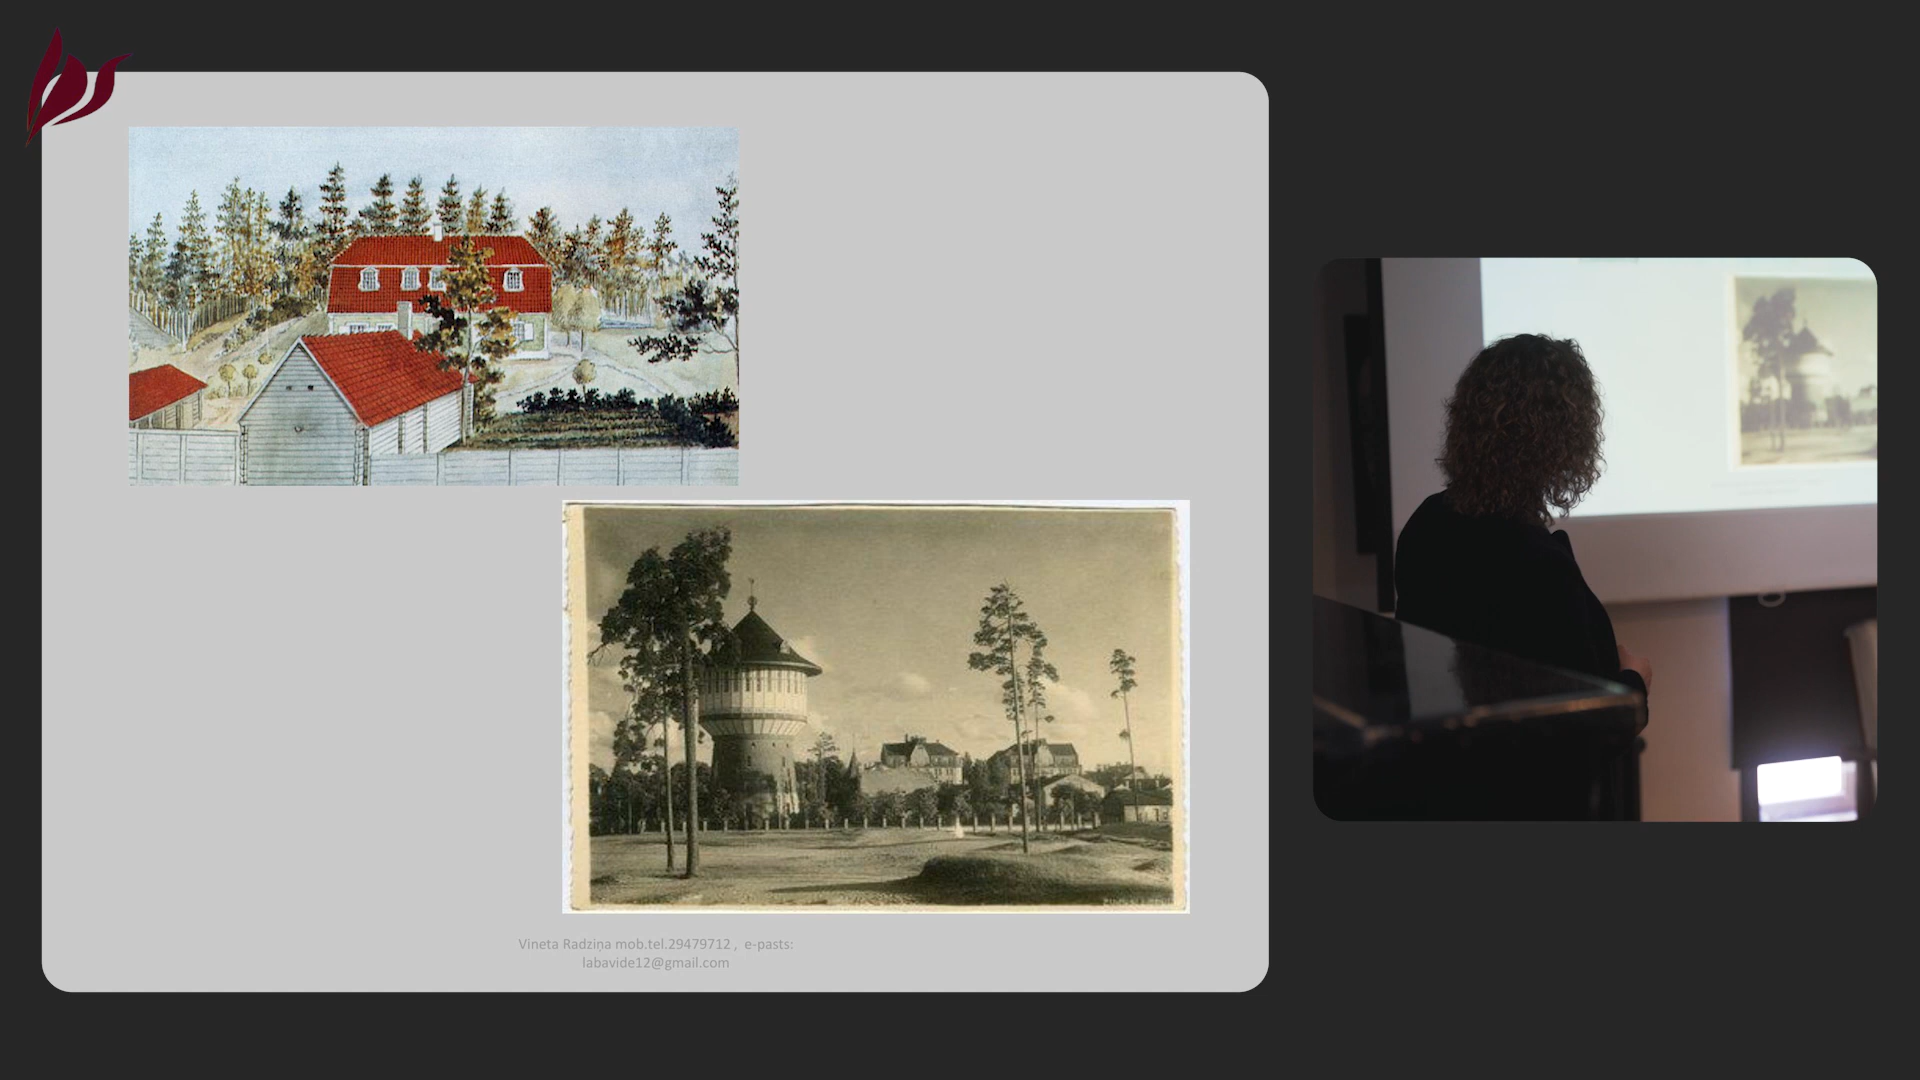 Vineta Radziņa mob.tel.29479712 , e-pasts:
labavide12@gmail.com